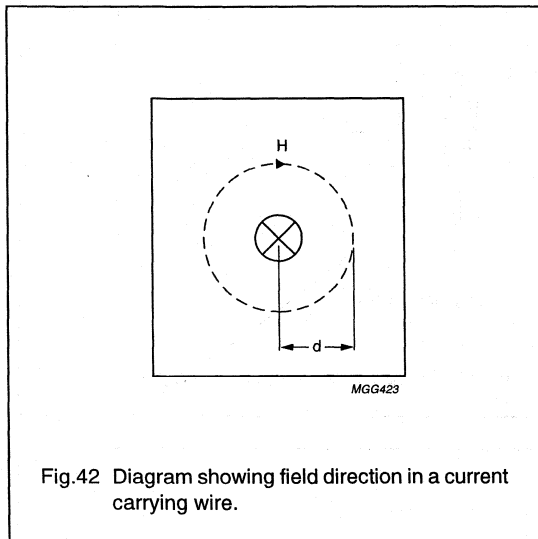 H
d
MGG423
Fig.42 Diagram showing field direction in a current
carrying wire.